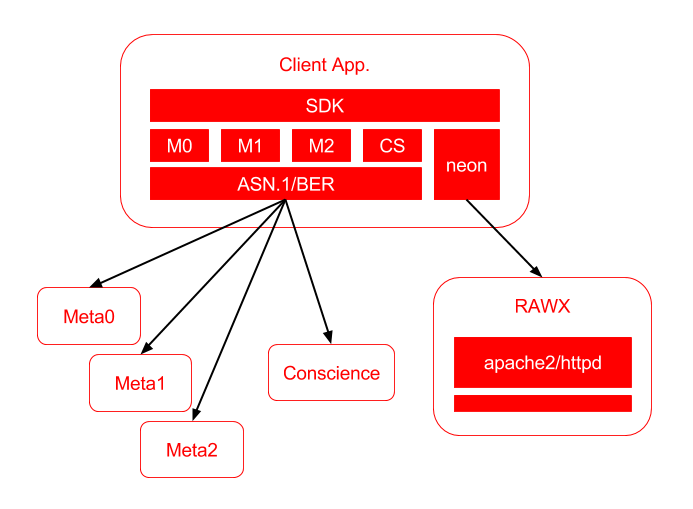 Client App.
SDK
M0 M1 M2 CS
neon
ASN.1/BER
Meta0
RAWX
Meta1
Conscience
apache2/httpd
Meta2